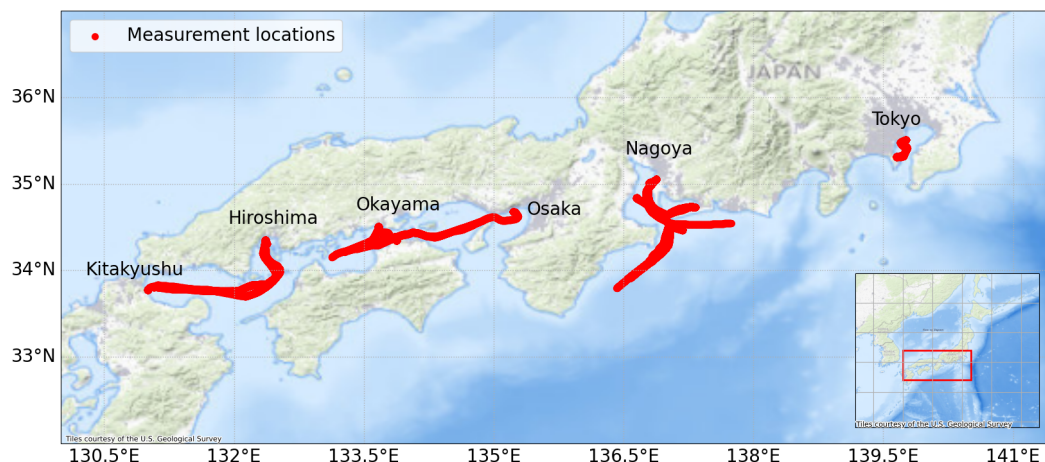 Measurement locations
JAPAN
36°N
Tokyo
Nagoya
35°N
Okayama
Osaka
Hiroshima
Kitakyushu
34°N
33°N
Tiles courtesy of the U.S. Geological Survey
Tiles courtesy of the U.S. Geological Survey
130.5°E 132°E 133.5°E 135°E 136.5°E 138°E 139.5°E 141°E